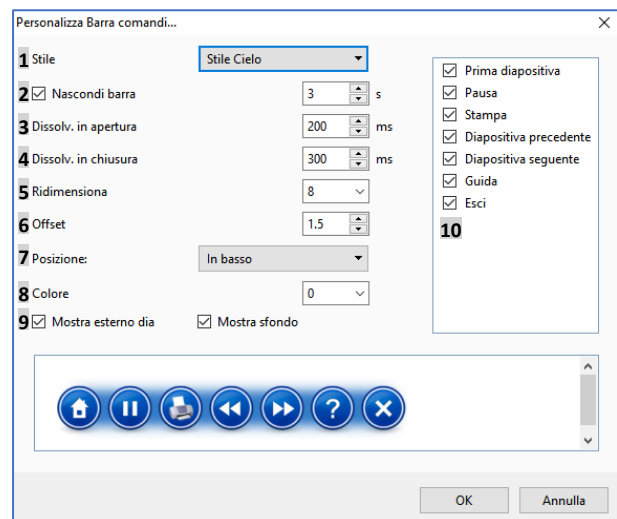 Personalizza Barra comandi...
1 Stile Stile Cielo
2 Nascondi barra 3 s
3 Dissolv. in apertura 200 ms
4 Dissolv. in chiusura 300 ms
5 Ridimensiona 8
6 Offset 1.5
7 Posizione: In basso
8 Colore 0
9 Mostra esterno dia Mostra sfondo
Prima diapositiva
Pausa
Stampa
Diapositiva precedente
Diapositiva seguente
Guida
Esci
10
?
OK Annulla